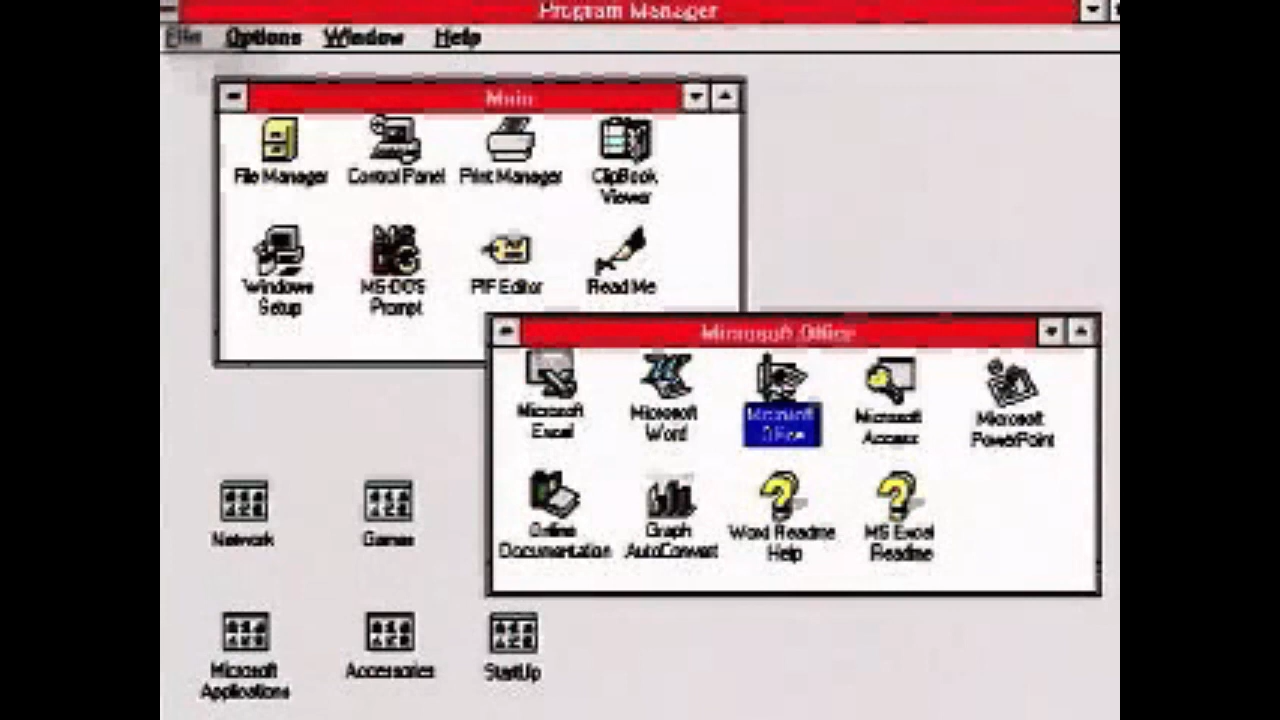 Program Manager
File Options Window Help
Main
File Manager Control Panel Print Manager ClipBook
Viewer
Windows MS-DOS PIF Editor Read Me
Setup Prompt
Microsoft Office
Microsoft Microsoft Microsoft Microsoft Microsoft
Excel Word Office Access PowerPoint
Online Graph Word Readme MS Excel
Documentation AutoConvert Help Readme
Network Games
Microsoft Accessories StartUp
Applications